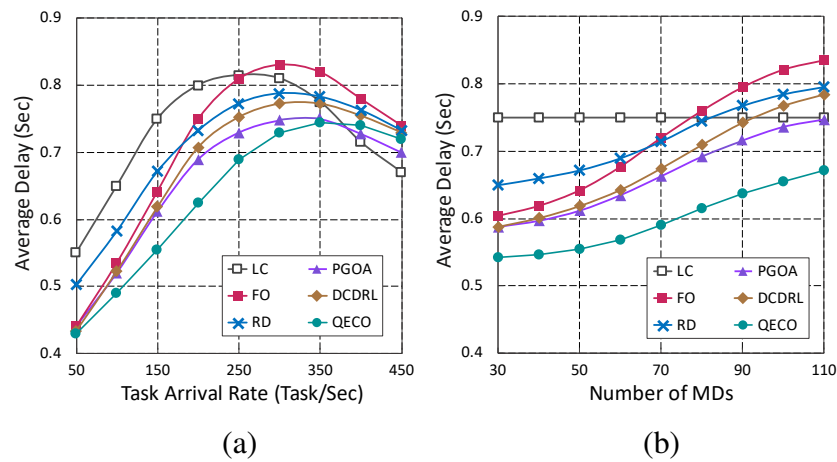 0.9
0.8
0.7
0.6
0.5
0.4
Average Delay (Sec)
50 150 250 350 450
Task Arrival Rate (Task/Sec)
LC PGOA
FO DCDRL
RD QECO
(a)
0.9
0.8
0.7
0.6
0.5
0.4
Average Delay (Sec)
30 50 70 90 110
Number of MDs
LC PGOA
FO DCDRL
RD QECO
(b)